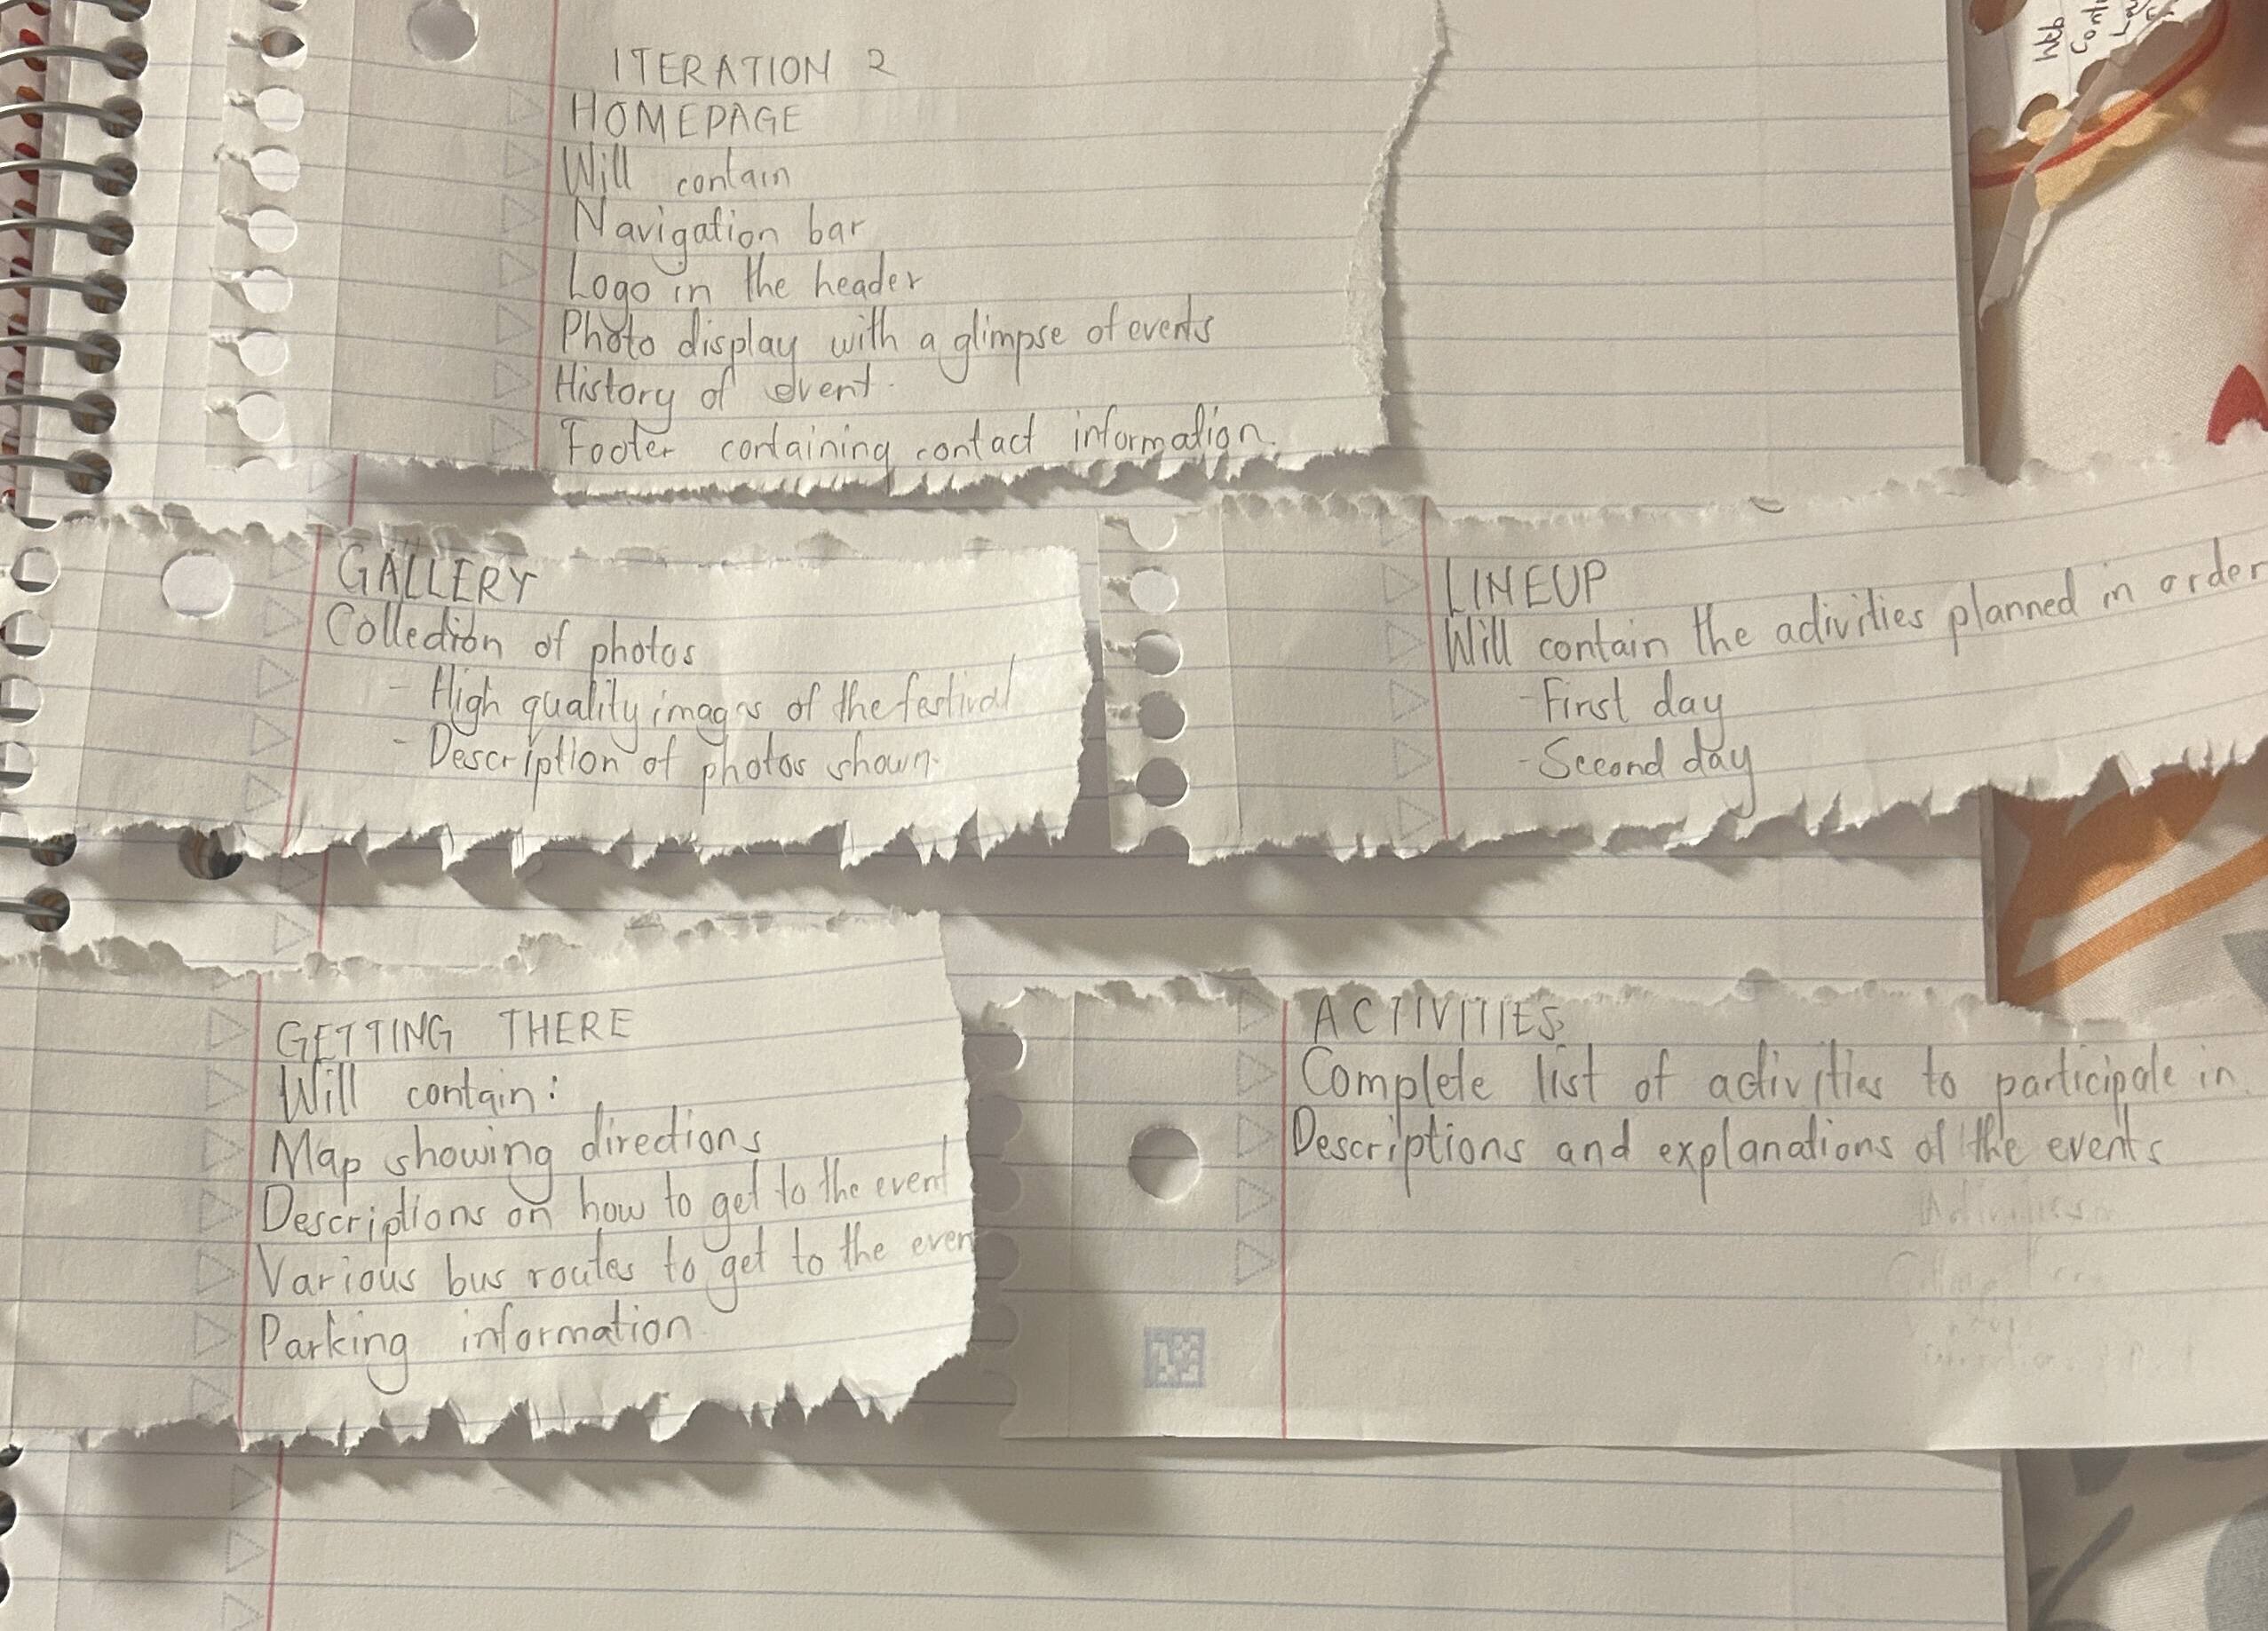 ITERATION 2
HOMEPAGE
Will contain
Navigation bar
Logo in the header
Photo display with a glimpse of events
History of event.
Footer containing contact information.
GALLERY
Collection of photos
- High quality images of the festival
- Description of photos shown.
LINEUP
Will contain the activities planned in order
- First day
- Second day
GETTING THERE
Will contain:
Map showing directions
Descriptions on how to get to the event
Various bus routes to get to the even
Parking information
ACTIVITIES
Complete list of activities to participate in
Descriptions and explanations of the events